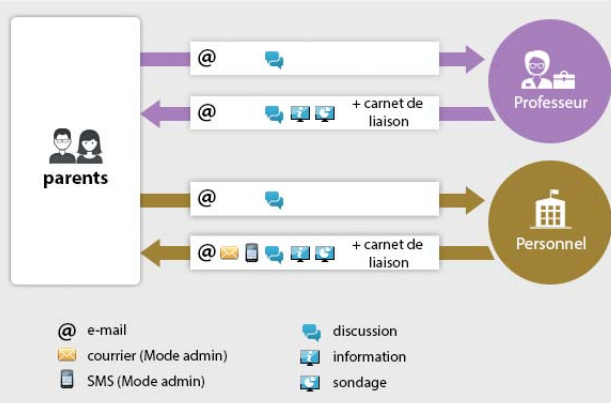 @
Professeur
@ + carnet de
liaison
parents
@
Personnel
@ + carnet de
liaison
@ e-mail
courrier (Mode admin)
SMS (Mode admin)
discussion
information
sondage